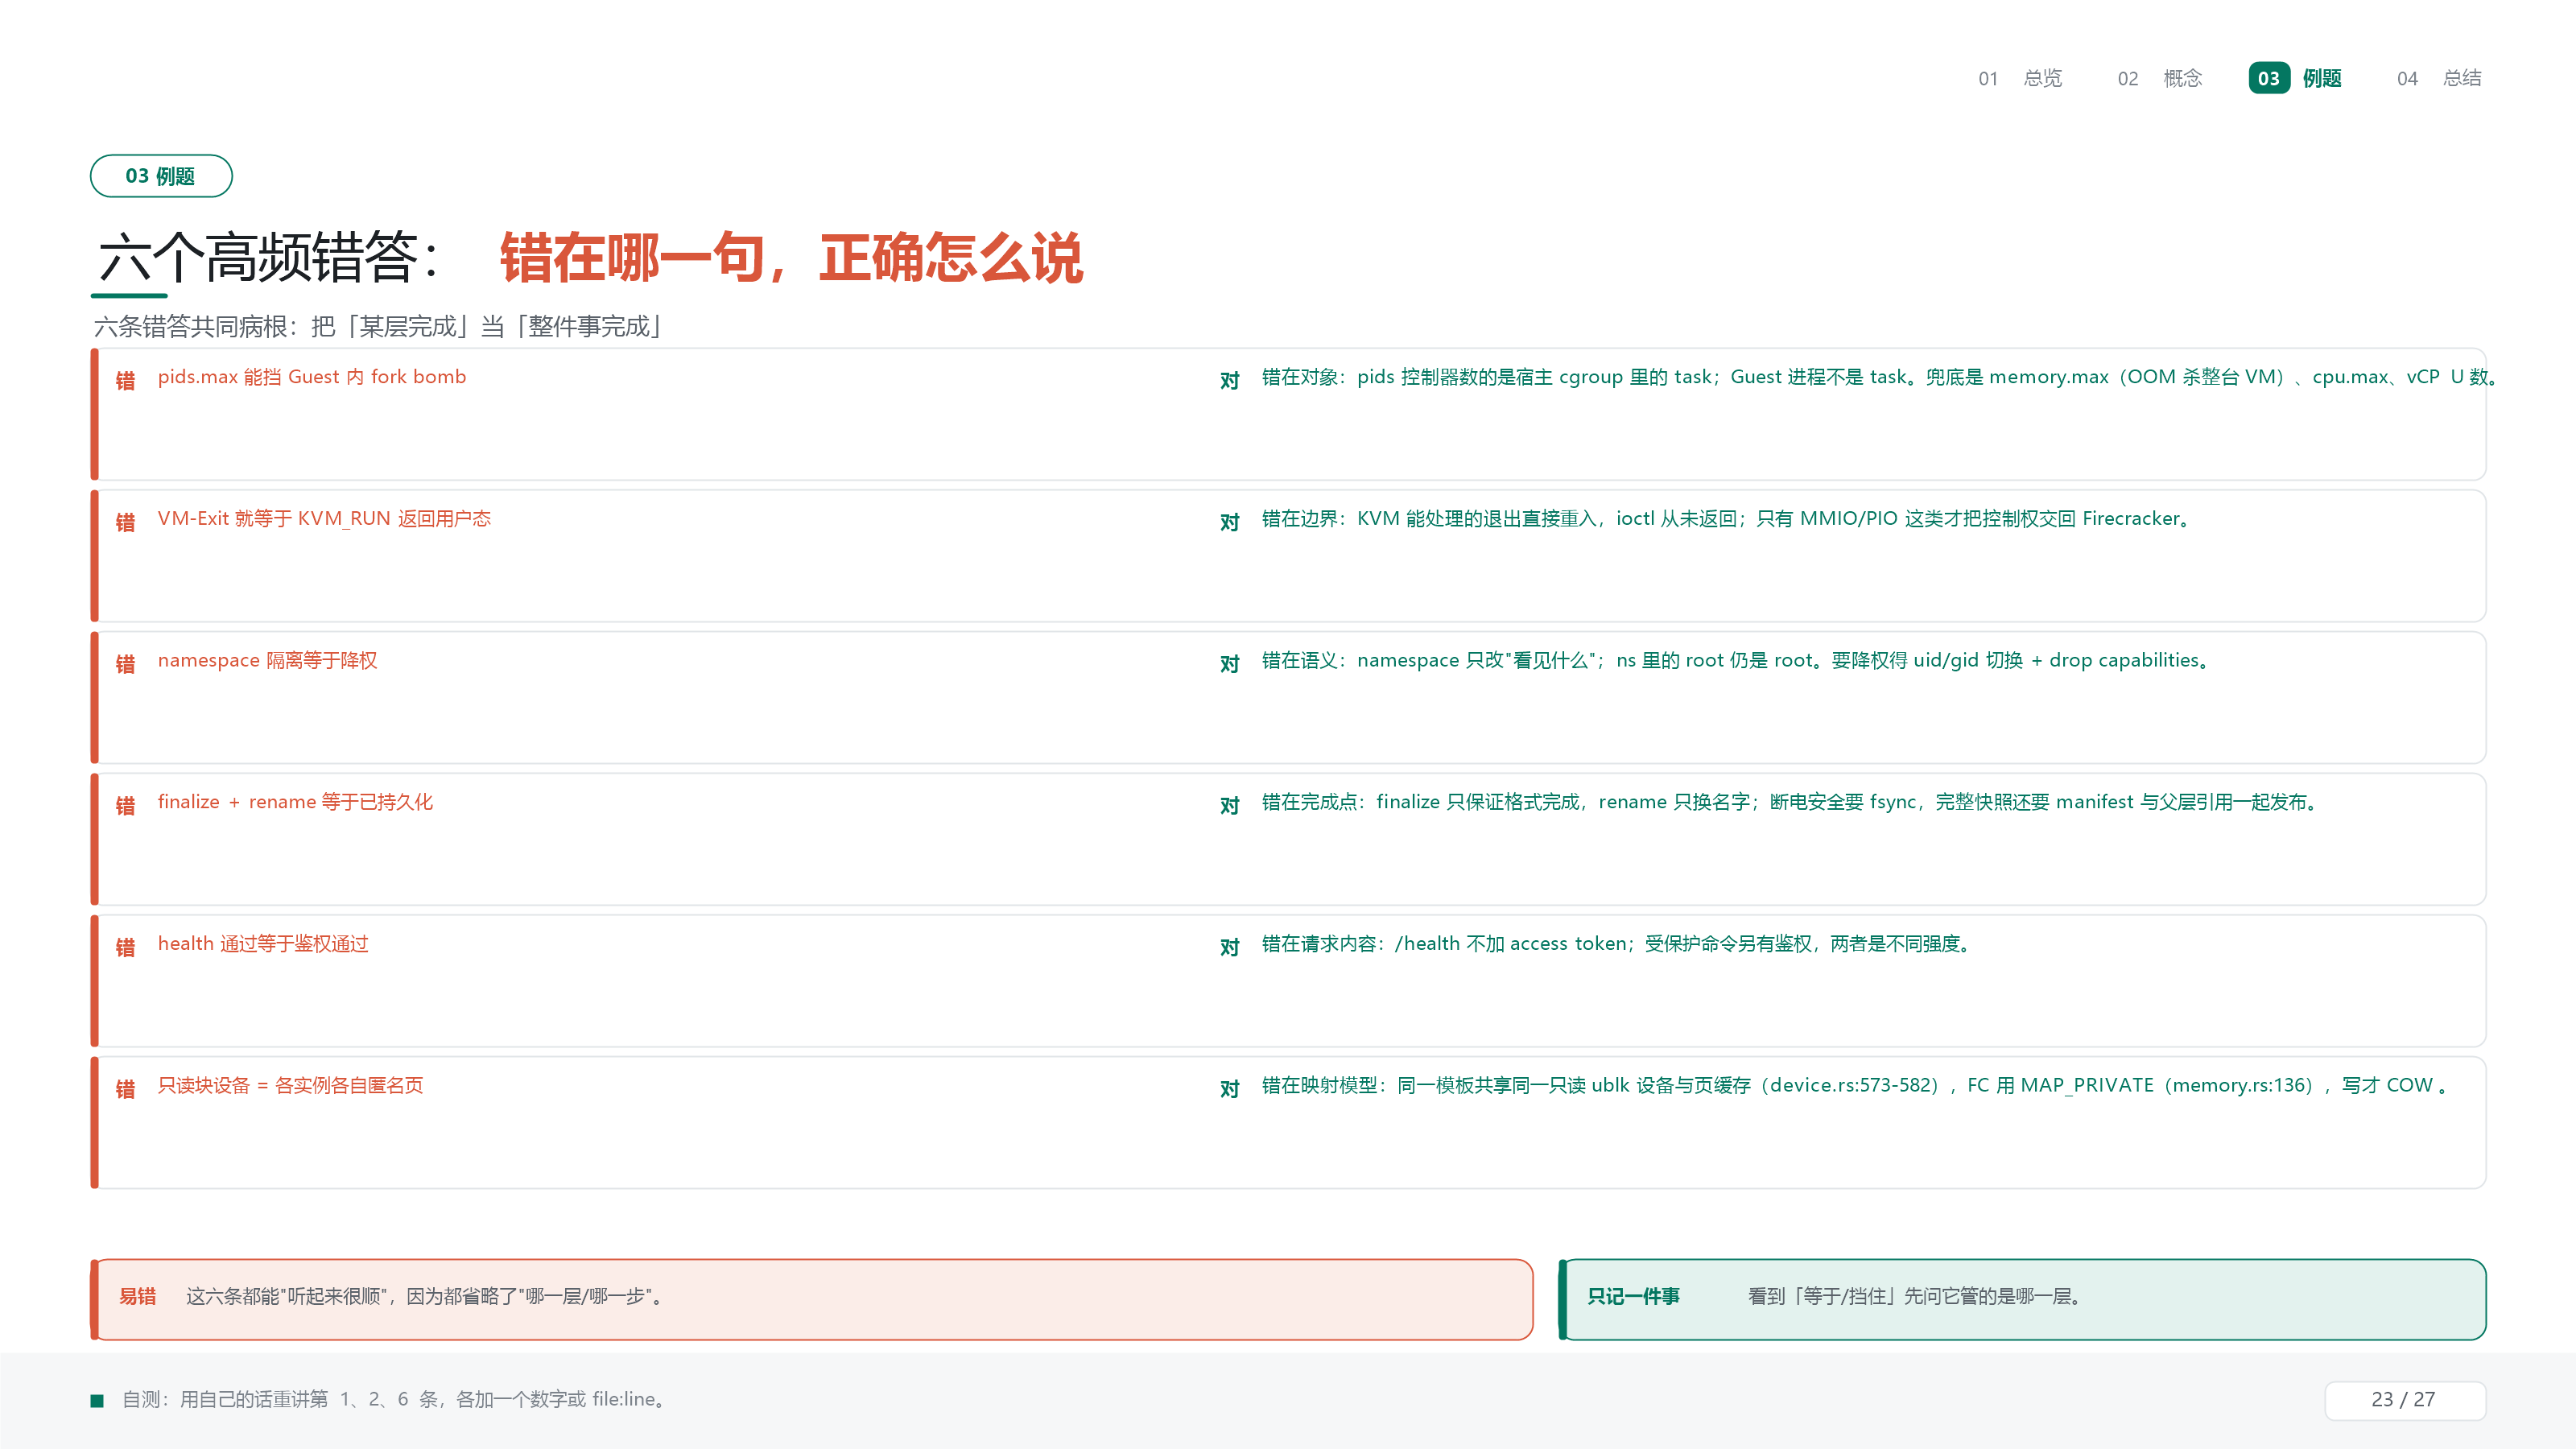 01 总览 02 概念 03 例题 04 总结
03 例题
六个高频错答： 错在哪一句，正确怎么说
六条错答共同病根：把「某层完成」当「整件事完成」
错 pids.max 能挡 Guest 内 fork bomb 对 错在对象：pids 控制器数的是宿主 cgroup 里的 task；Guest 进程不是 task。兜底是 memory.max（OOM 杀整台 VM）、cpu.max、vCP U 数。
错 VM-Exit 就等于 KVM_RUN 返回用户态 对 错在边界：KVM 能处理的退出直接重入，ioctl 从未返回；只有 MMIO/PIO 这类才把控制权交回 Firecracker。
错 namespace 隔离等于降权 对 错在语义：namespace 只改"看见什么"；ns 里的 root 仍是 root。要降权得 uid/gid 切换 + drop capabilities。
错 finalize + rename 等于已持久化 对 错在完成点：finalize 只保证格式完成，rename 只换名字；断电安全要 fsync，完整快照还要 manifest 与父层引用一起发布。
错 health 通过等于鉴权通过 对 错在请求内容：/health 不加 access token；受保护命令另有鉴权，两者是不同强度。
错 只读块设备 = 各实例各自匿名页 对 错在映射模型：同一模板共享同一只读 ublk 设备与页缓存（device.rs:573-582），FC 用 MAP_PRIVATE（memory.rs:136），写才 COW 。
易错 这六条都能"听起来很顺"，因为都省略了"哪一层/哪一步"。
只记一件事 看到「等于/挡住」先问它管的是哪一层。
自测：用自己的话重讲第 1、2、6 条，各加一个数字或 file:line。
23 / 27